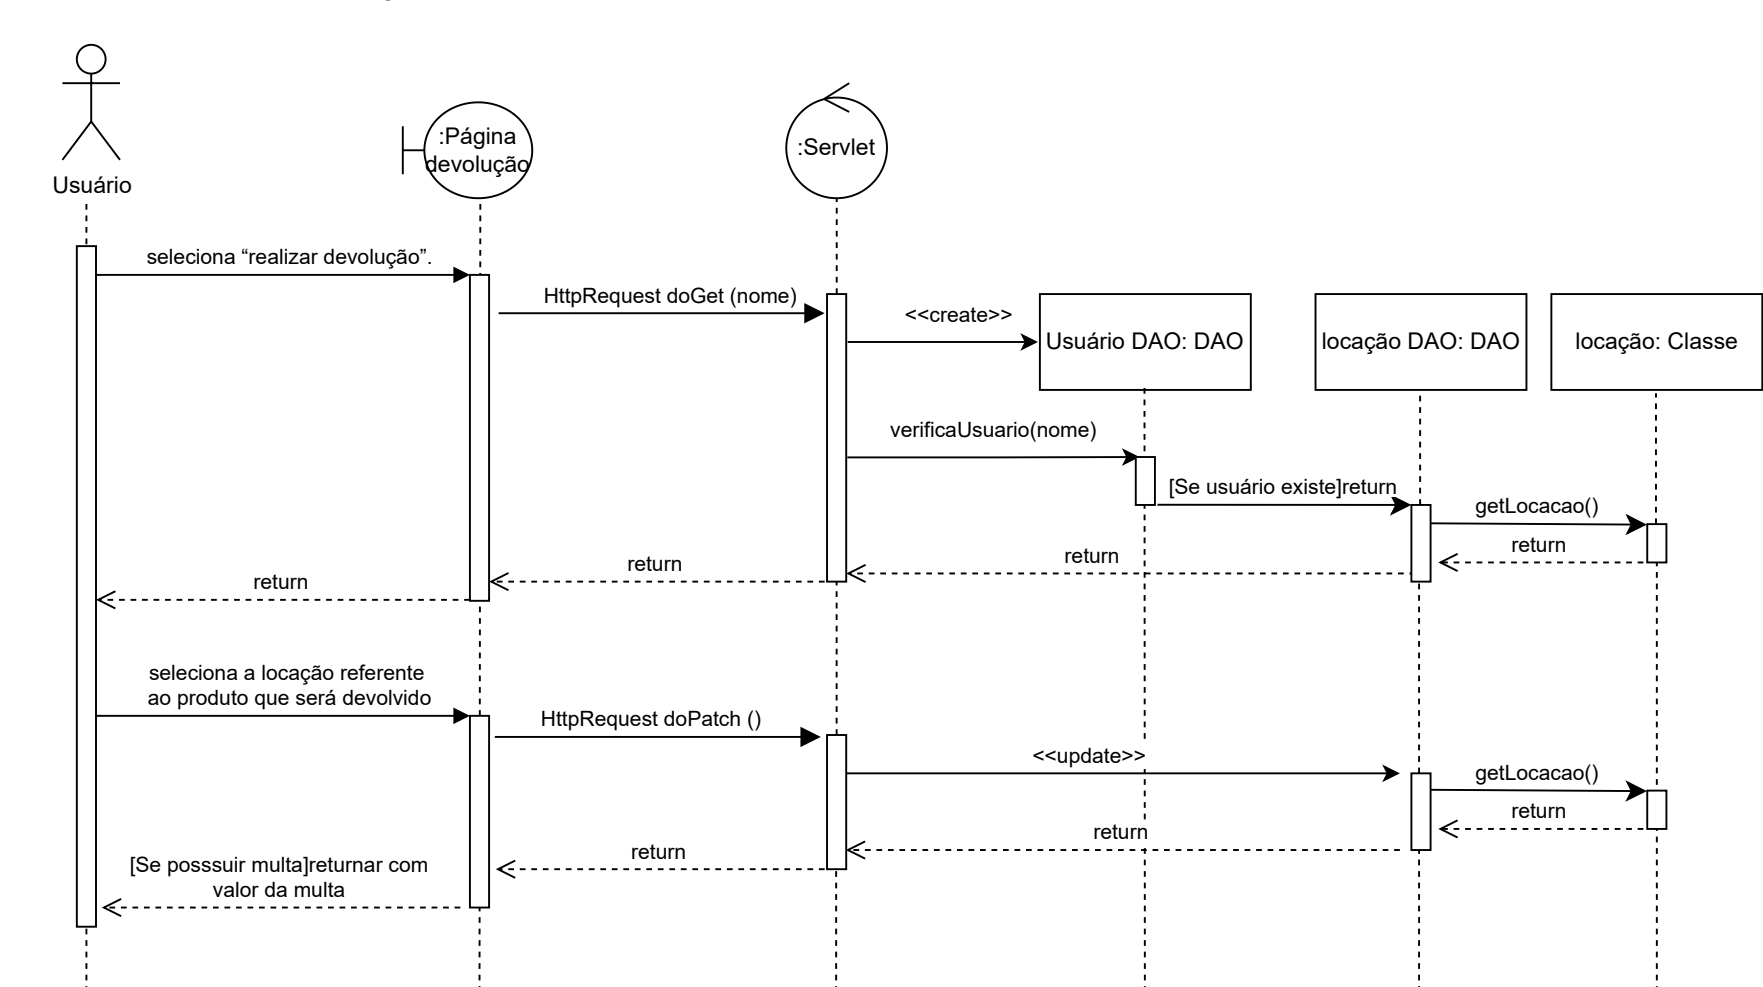 Usuário
:Página
devolução
:Servlet
seleciona “realizar devolução”.
HttpRequest doGet (nome)
<<create>>
Usuário DAO: DAO
locação DAO: DAO
locação: Classe
verificaUsuario(nome)
[Se usuário existe]return
getLocacao()
return
return
return
return
seleciona a locação referente
ao produto que será devolvido
HttpRequest doPatch ()
<<update>>
getLocacao()
return
return
return
[Se posssuir multa]returnar com
valor da multa